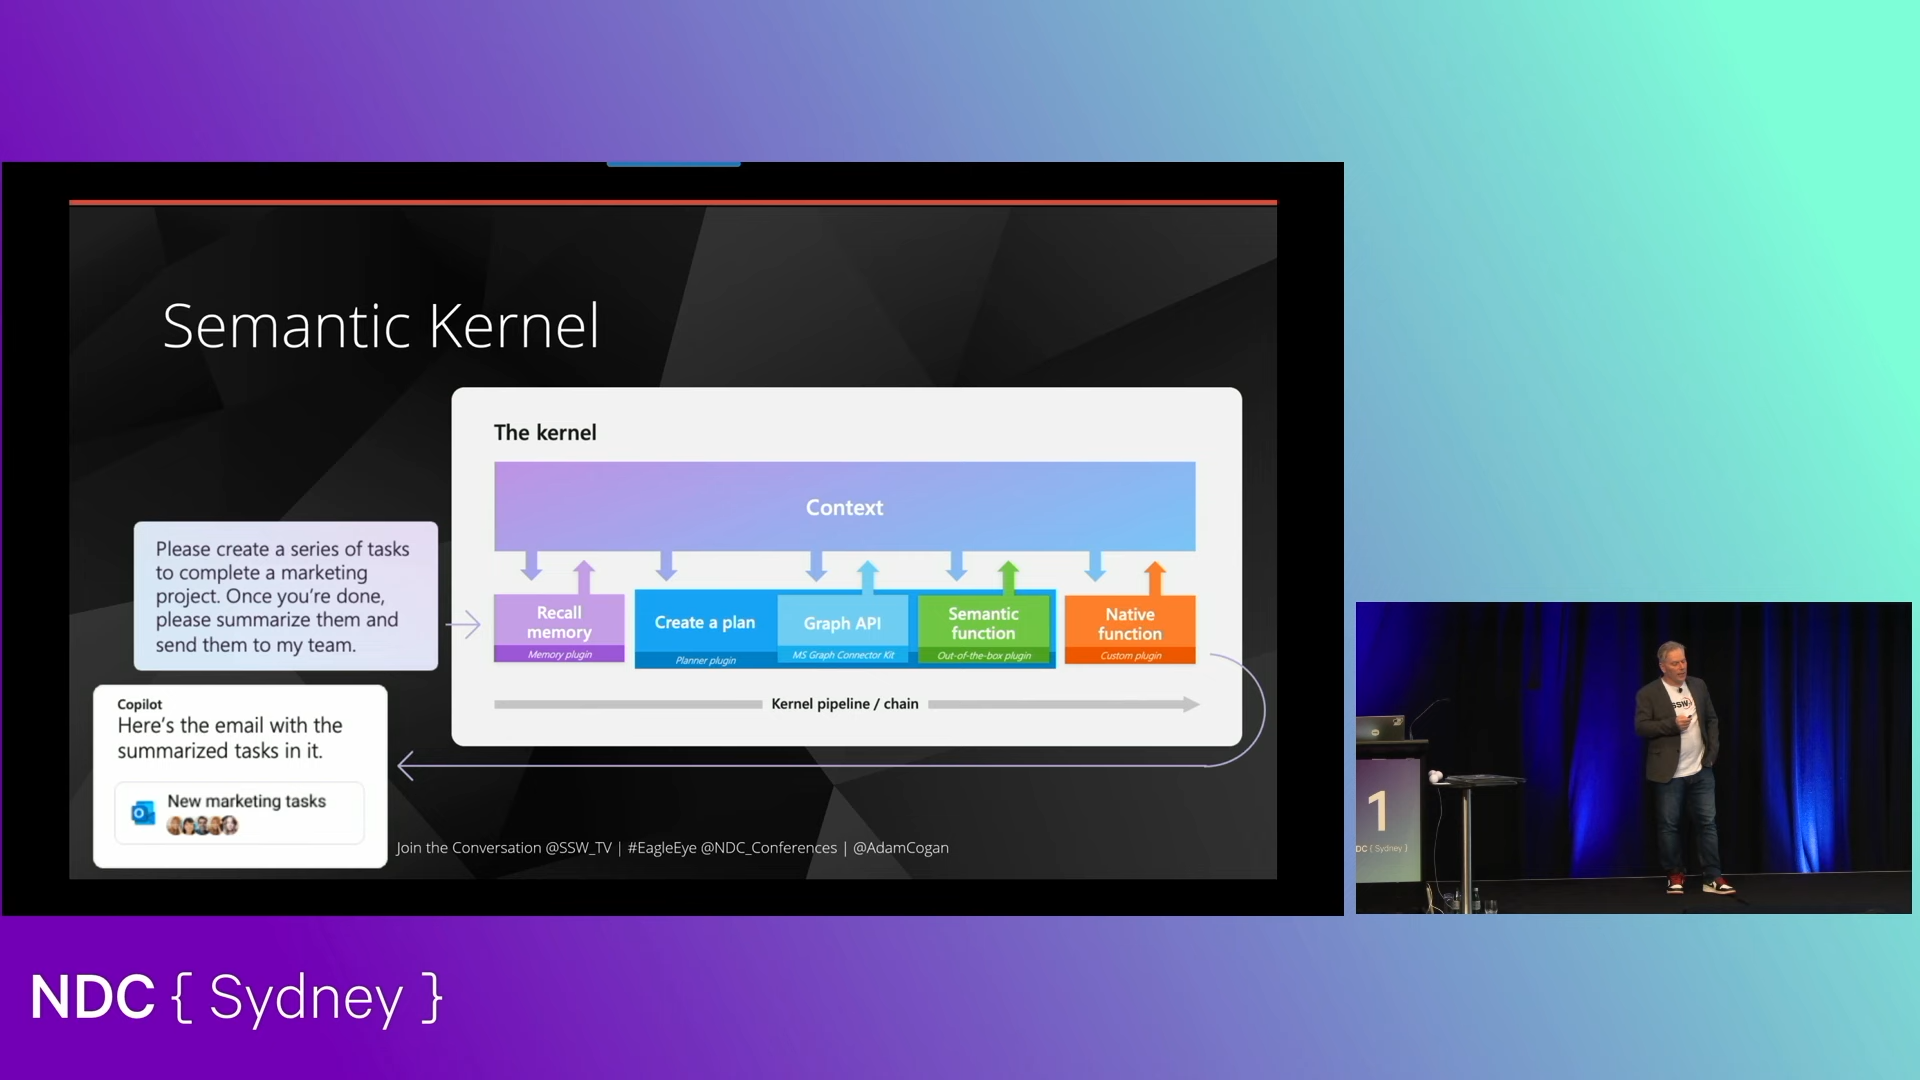 Semantic Kernel
The kernel
Context
Please create a series of tasks
to complete a marketing
project. Once you're done,
please summarize them and
send them to my team.
Recall
memory
Memory plugin
Create a plan
Planner plugin
Graph API
MS Graph Connector Kit
Semantic
function
Out-of-the-box plugin
Native
function
Custom plugin
Kernel pipeline / chain
Copilot
Here's the email with the
summarized tasks in it.
New marketing tasks
Join the Conversation @SSW_TV | #EagleEye @NDC_Conferences | @AdamCogan
SSW
1
DC { Sydney }
NDC { Sydney }